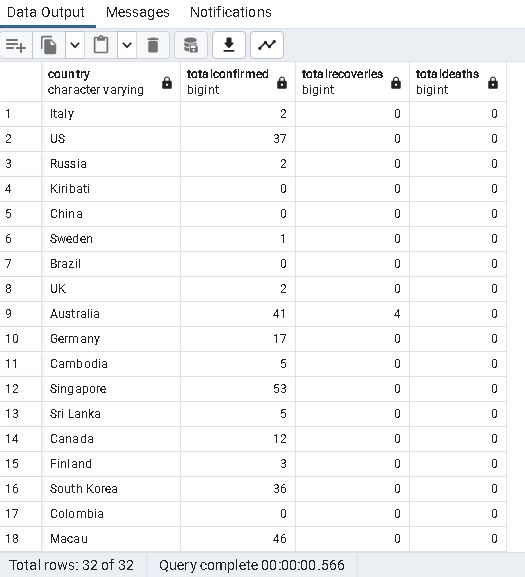 Data Output Messages Notifications
country totalconfirmed totalrecoveries totaldeaths
character varying bigint bigint bigint
1 Italy 2 0 0
2 US 37 0 0
3 Russia 2 0 0
4 Kiribati 0 0 0
5 China 0 0 0
6 Sweden 1 0 0
7 Brazil 0 0 0
8 UK 2 0 0
9 Australia 41 4 0
10 Germany 17 0 0
11 Cambodia 5 0 0
12 Singapore 53 0 0
13 Sri Lanka 5 0 0
14 Canada 12 0 0
15 Finland 3 0 0
16 South Korea 36 0 0
17 Colombia 0 0 0
18 Macau 46 0 0
Total rows: 32 of 32 Query complete 00:00:00.566